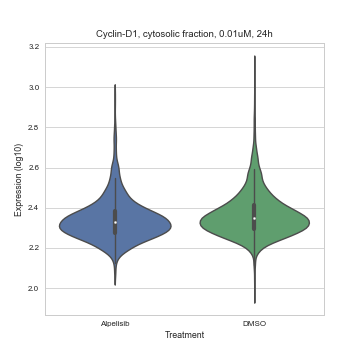 Cyclin-D1, cytosolic fraction, 0.01uM, 24h
3.2
3.0
2.8
2.6
2.4
2.2
2.0
Expression (log10)
Alpelisib
DMSO
Treatment